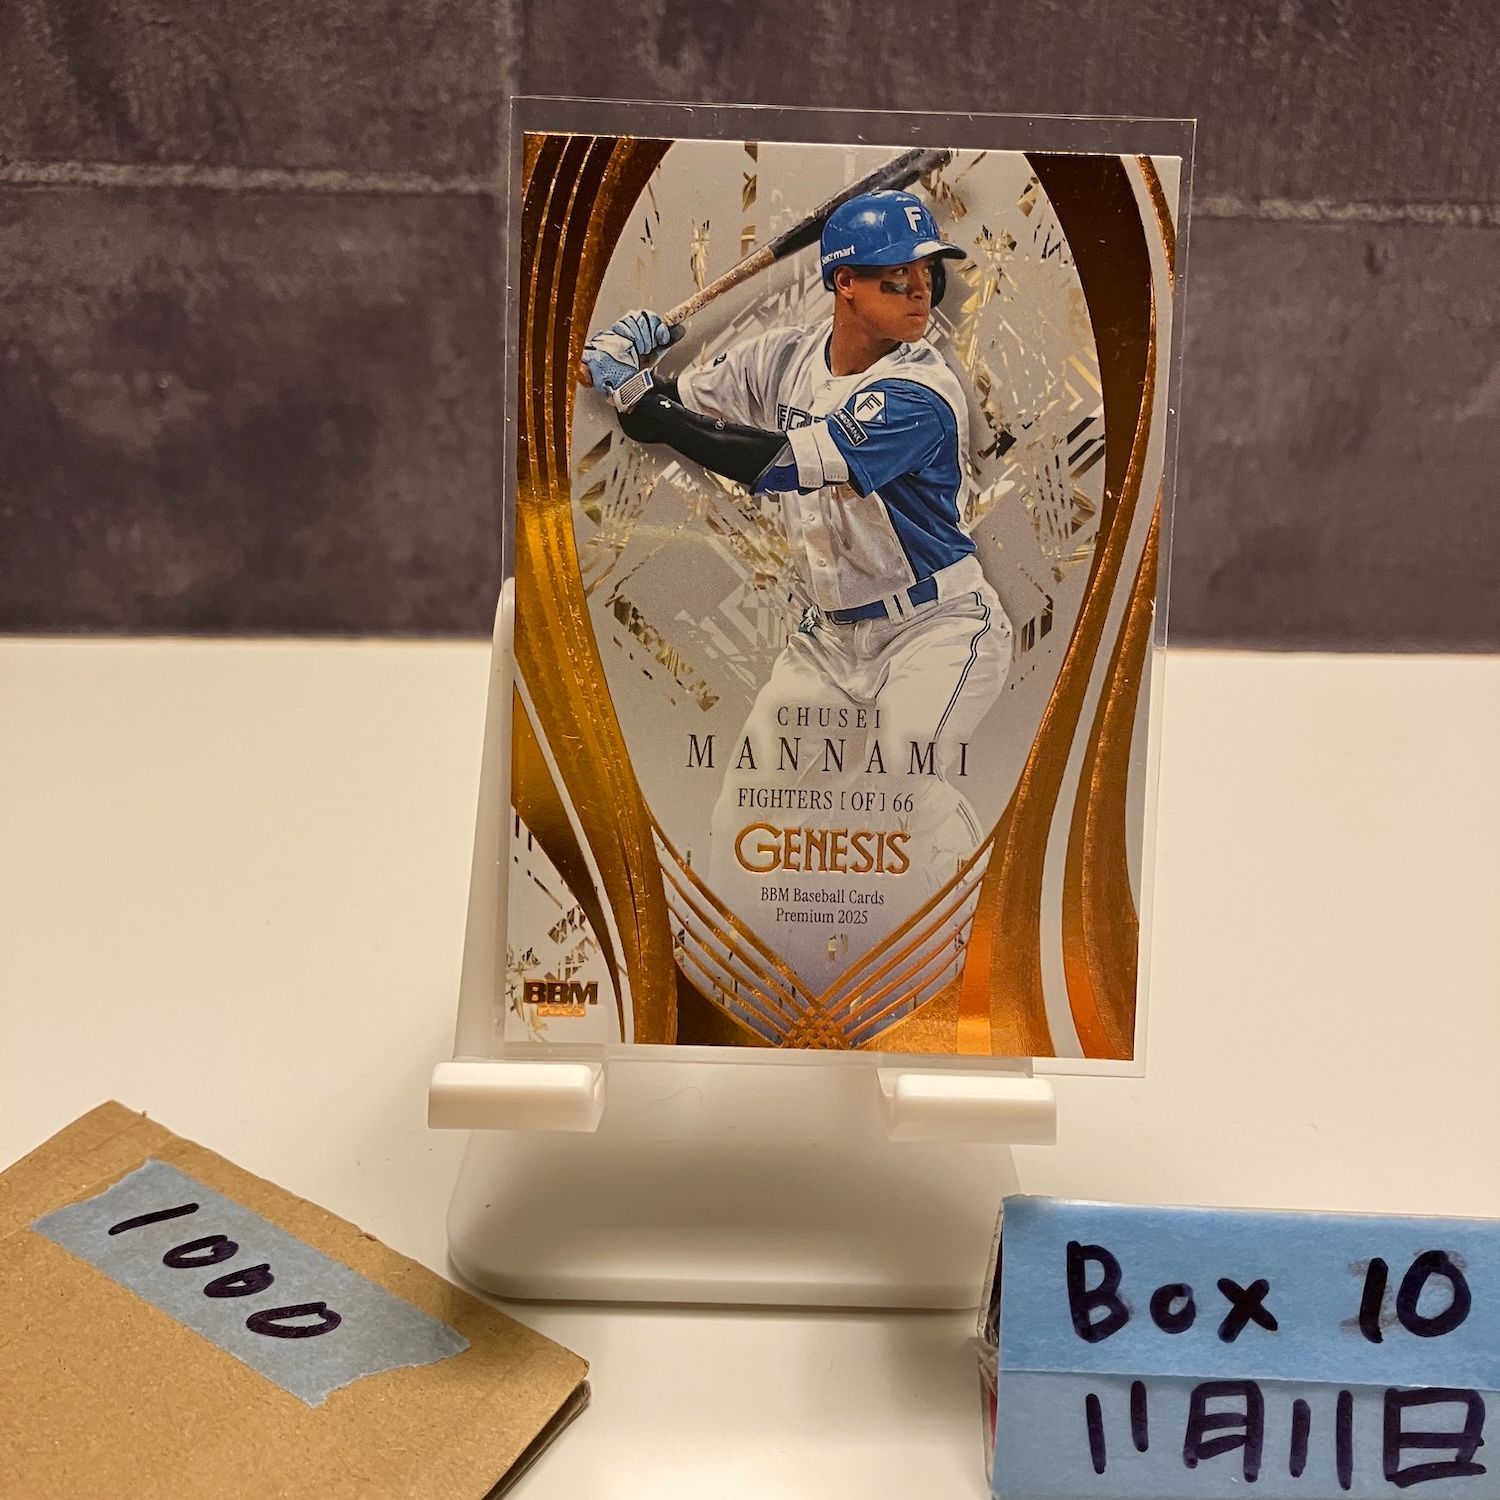 F
F
CHUSEI
MANNAMI
FIGHTERS [OF] 66
GENESIS
BBM Baseball Cards
Premium 2025
BBM
2025
1000
Box 10
11月11日